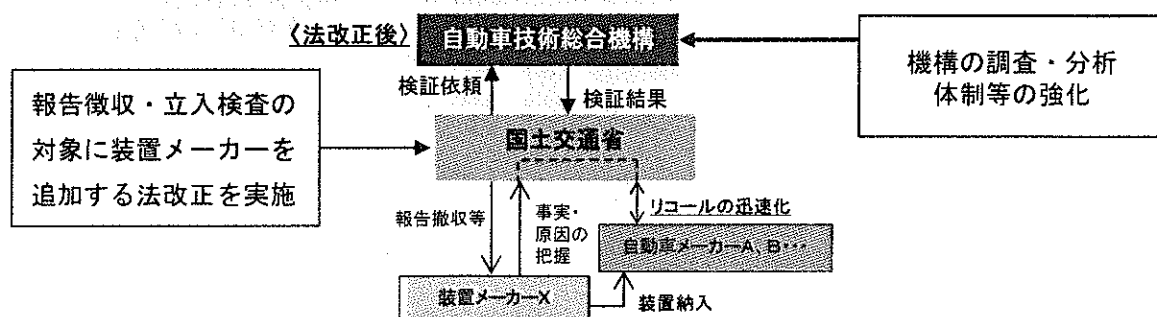 〈法改正後〉
自動車技術総合機構
機構の調査・分析
体制等の強化
検証依頼
検証結果
報告徴収・立入検査の
対象に装置メーカーを
追加する法改正を実施
国土交通省
報告撤収等
事実・
原因の
把握
リコールの迅速化
自動車メーカーA、B・・・
装置メーカーX
装置納入